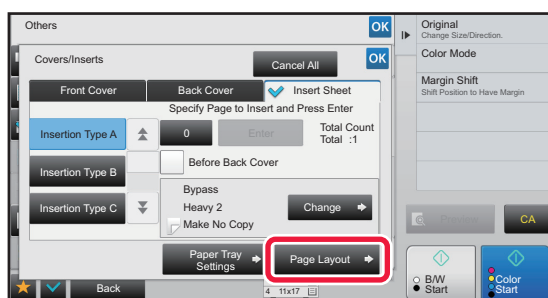 Others
OK
Covers/Inserts
Cancel All
OK
Front Cover
Back Cover
Insert Sheet
Specify Page to Insert and Press Enter
Insertion Type A
0
Enter
Total Count
Total :1
Before Back Cover
Insertion Type B
Bypass
Heavy 2
Make No Copy
Insertion Type C
Change
Paper Tray
Settings
Page Layout
Back
4 11x17
Original
Change Size/Direction.
Color Mode
Margin Shift
Shift Position to Have Margin
Preview
CA
B/W
Start
Color
Start